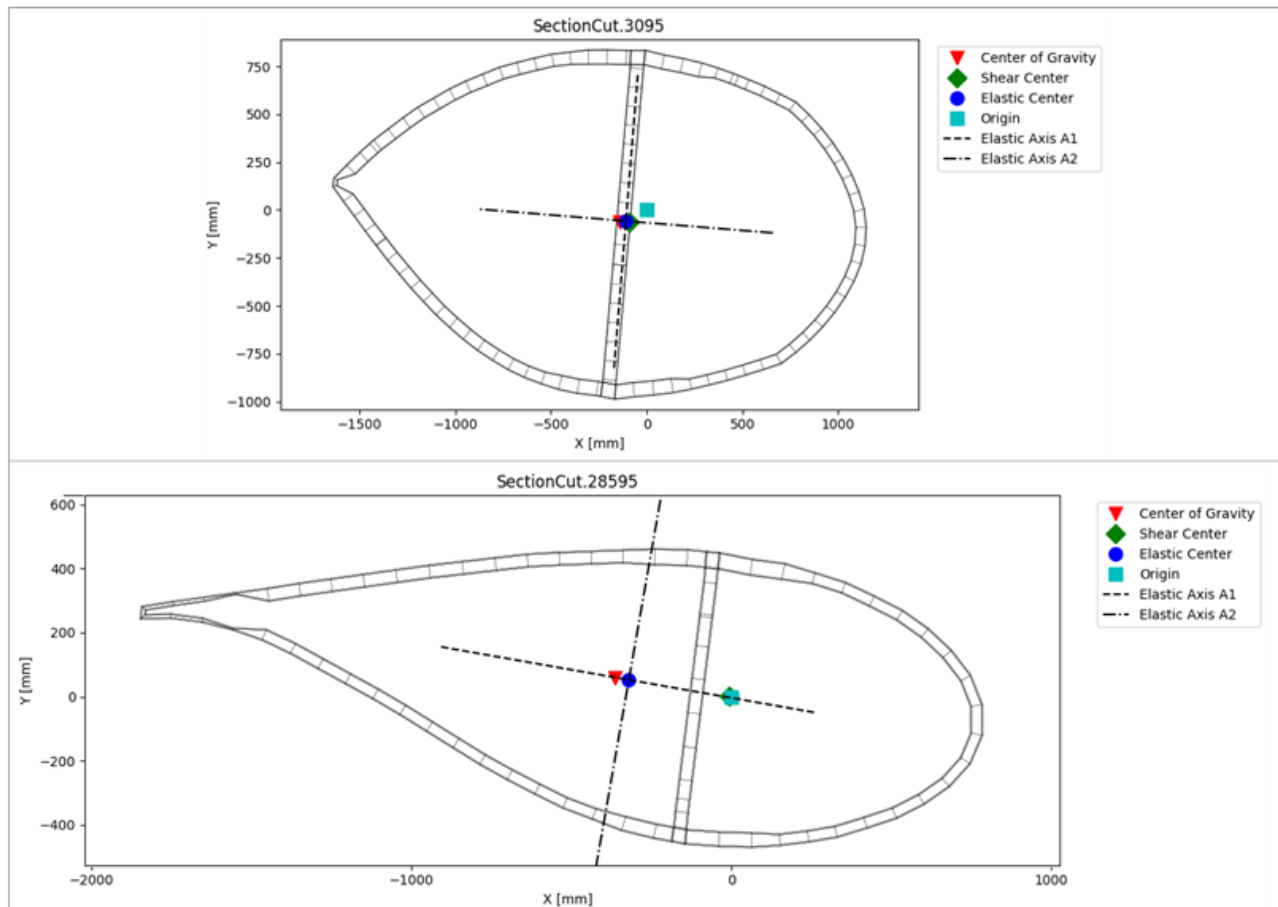 SectionCut.3095
Center of Gravity
Shear Center
Elastic Center
Origin
Elastic Axis A1
Elastic Axis A2
750
500
250
0
−250
−500
−750
−1000
Y [mm]
−1500
−1000
−500
0
500
1000
X [mm]
SectionCut.28595
Center of Gravity
Shear Center
Elastic Center
Origin
Elastic Axis A1
Elastic Axis A2
600
400
200
0
−200
−400
Y [mm]
−2000
−1000
0
1000
X [mm]